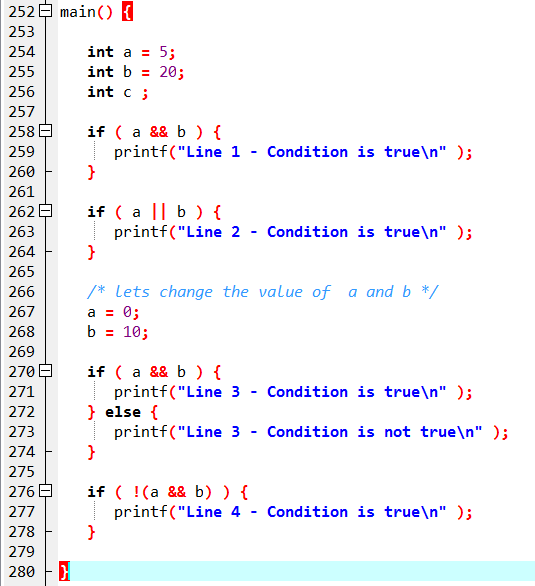 252 main() {
253
254 int a = 5;
255 int b = 20;
256 int c ;
257
258 if ( a && b ) {
259 printf("Line 1 - Condition is true\n" );
260 }
261
262 if ( a || b ) {
263 printf("Line 2 - Condition is true\n" );
264 }
265
266 /* lets change the value of  a and b */
267 a = 0;
268 b = 10;
269
270 if ( a && b ) {
271 printf("Line 3 - Condition is true\n" );
272 } else {
273 printf("Line 3 - Condition is not true\n" );
274 }
275
276 if ( !(a && b) ) {
277 printf("Line 4 - Condition is true\n" );
278 }
279
280 }